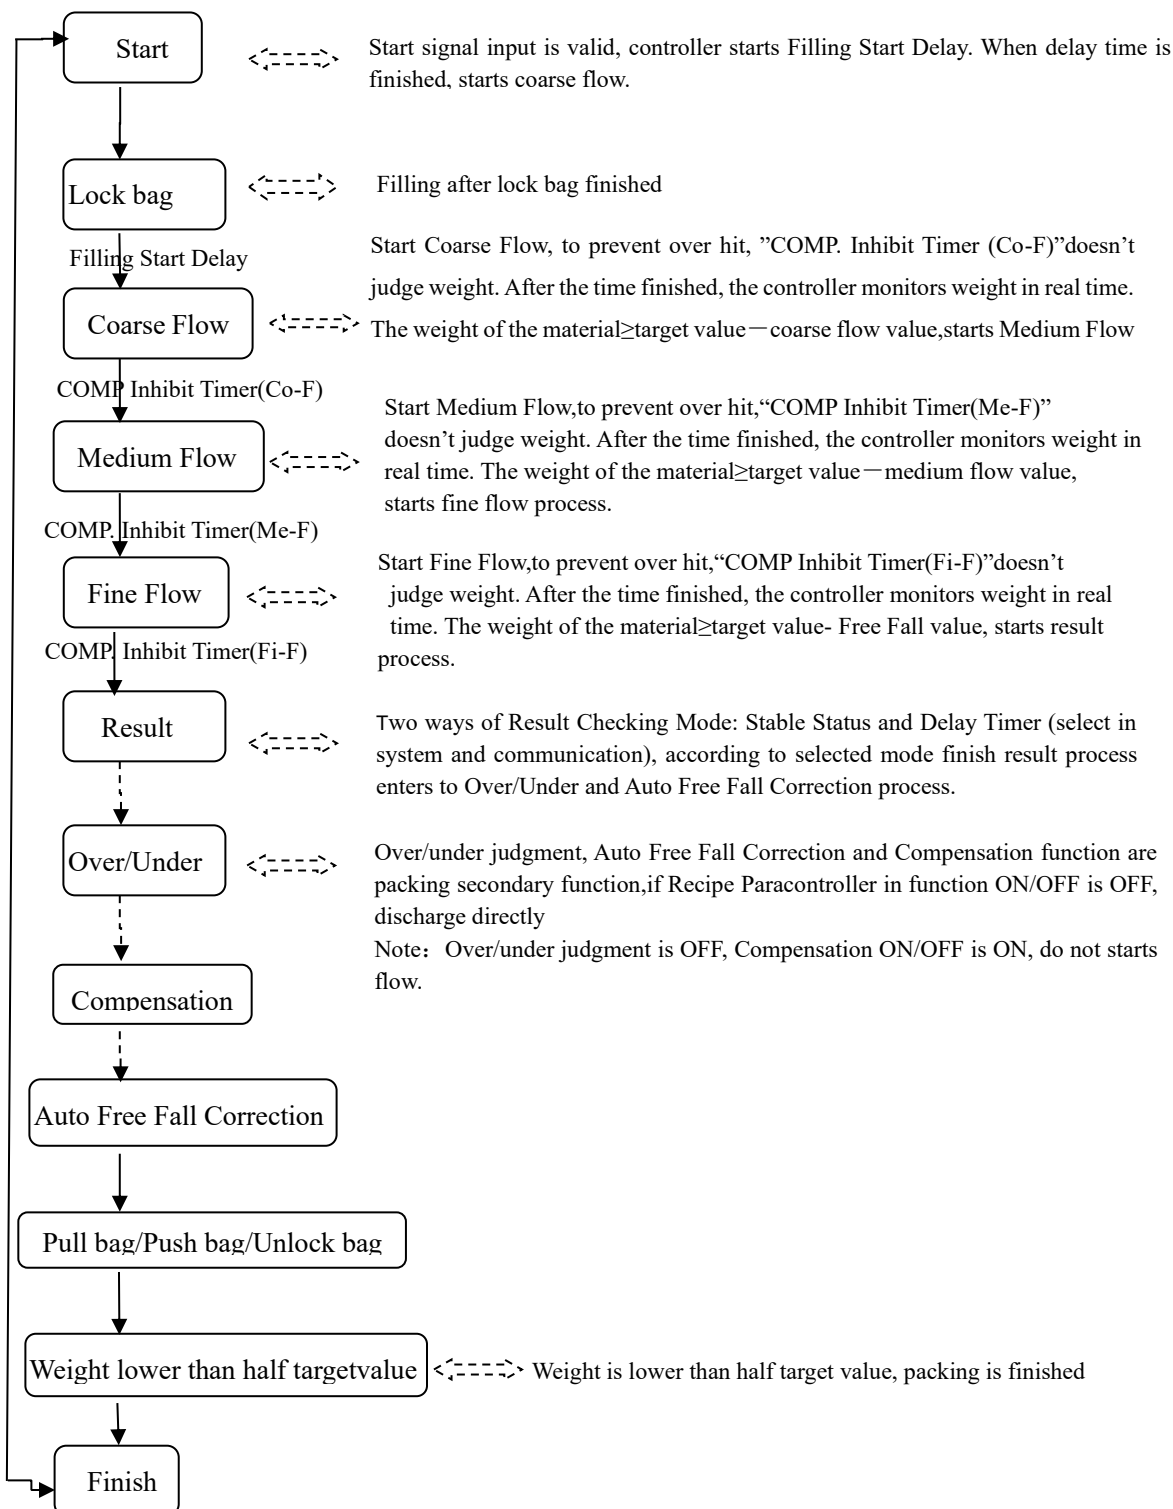 Start
Start signal input is valid, controller starts Filling Start Delay. When delay time is
finished, starts coarse flow.
Lock bag
Filling after lock bag finished
Filling Start Delay
Start Coarse Flow, to prevent over hit, ”COMP. Inhibit Timer (Co-F)”doesn’t
judge weight. After the time finished, the controller monitors weight in real time.
Coarse Flow
The weight of the material≥target value－coarse flow value,starts Medium Flow
COMP Inhibit Timer(Co-F)
Start Medium Flow,to prevent over hit,“COMP Inhibit Timer(Me-F)”
doesn’t judge weight. After the time finished, the controller monitors weight in
Medium Flow
real time. The weight of the material≥target value－medium flow value,
starts fine flow process.
COMP. Inhibit Timer(Me-F)
Start Fine Flow,to prevent over hit,“COMP Inhibit Timer(Fi-F)”doesn’t
Fine Flow
judge weight. After the time finished, the controller monitors weight in real
time. The weight of the material≥target value- Free Fall value, starts result
process.
COMP. Inhibit Timer(Fi-F)
Result
Two ways of Result Checking Mode: Stable Status and Delay Timer (select in
system and communication), according to selected mode finish result process
enters to Over/Under and Auto Free Fall Correction process.
Over/Under
Over/under judgment, Auto Free Fall Correction and Compensation function are
packing secondary function,if Recipe Paracontroller in function ON/OFF is OFF,
discharge directly
Note：Over/under judgment is OFF, Compensation ON/OFF is ON, do not starts
flow.
Compensation
Auto Free Fall Correction
Pull bag/Push bag/Unlock bag
Weight lower than half targetvalue
Weight is lower than half target value, packing is finished
Finish